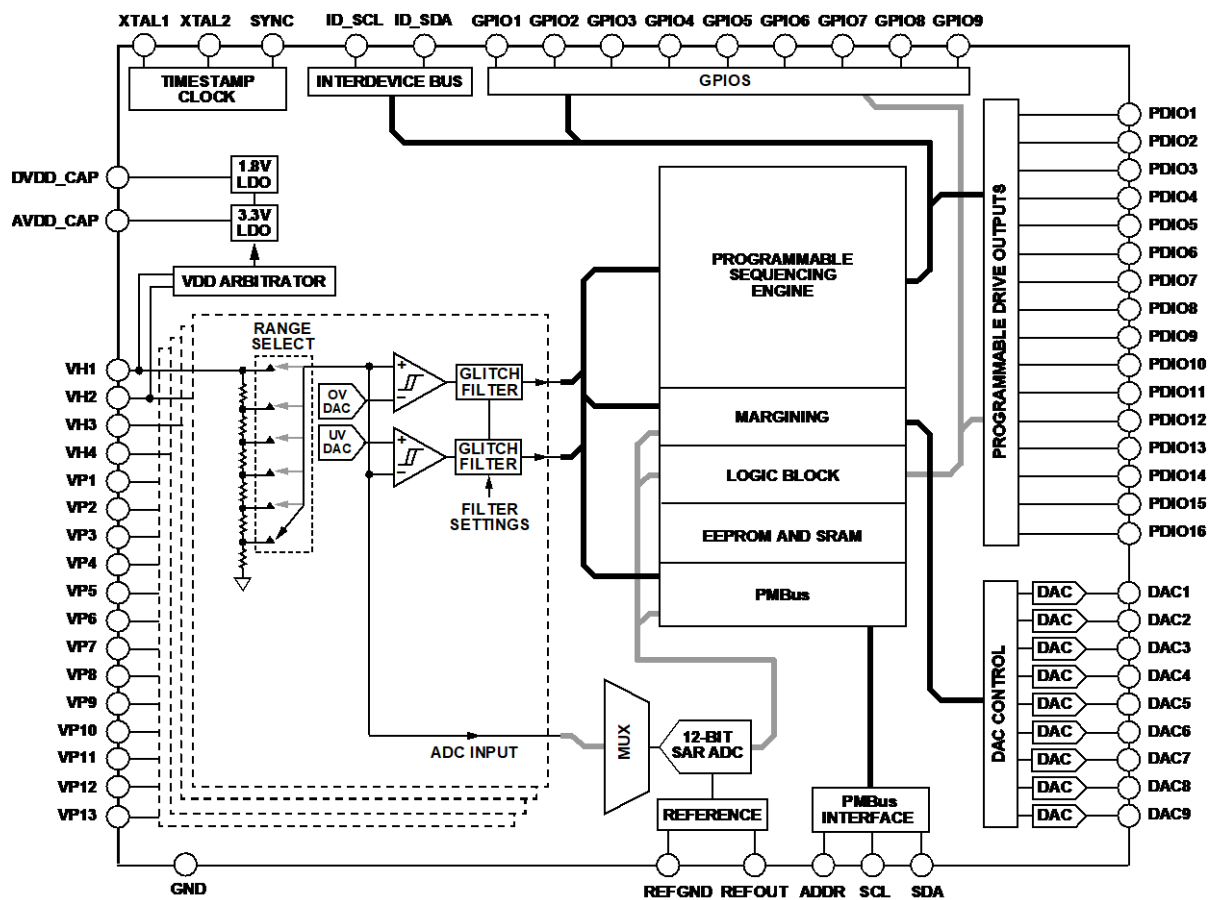 XTAL1 XTAL2 SYNC ID_SCL ID_SDA GPIO1 GPIO2 GPIO3 GPIO4 GPIO5 GPIO6 GPIO7 GPIO8 GPIO9
TIMESTAMP
CLOCK
INTERDEVICE BUS
GPIOS
DVDD_CAP
1.8V
LDO
AVDD_CAP
3.3V
LDO
VDD ARBITRATOR
VH1
VH2
VH3
VH4
VP1
VP2
VP3
VP4
VP5
VP6
VP7
VP8
VP9
VP10
VP11
VP12
VP13
RANGE
SELECT
OV
DAC
+
−
GLITCH
FILTER
UV
DAC
+
−
GLITCH
FILTER
FILTER
SETTINGS
PROGRAMMABLE
SEQUENCING
ENGINE
MARGINING
LOGIC BLOCK
EEPROM AND SRAM
PMBus
ADC INPUT
MUX
12-BIT
SAR ADC
REFERENCE
PMBus
INTERFACE
PROGRAMMABLE DRIVE OUTPUTS
PDIO1
PDIO2
PDIO3
PDIO4
PDIO5
PDIO6
PDIO7
PDIO8
PDIO9
PDIO10
PDIO11
PDIO12
PDIO13
PDIO14
PDIO15
PDIO16
DAC CONTROL
DAC DAC1
DAC DAC2
DAC DAC3
DAC DAC4
DAC DAC5
DAC DAC6
DAC DAC7
DAC DAC8
DAC DAC9
GND
REFGND REFOUT ADDR SCL SDA